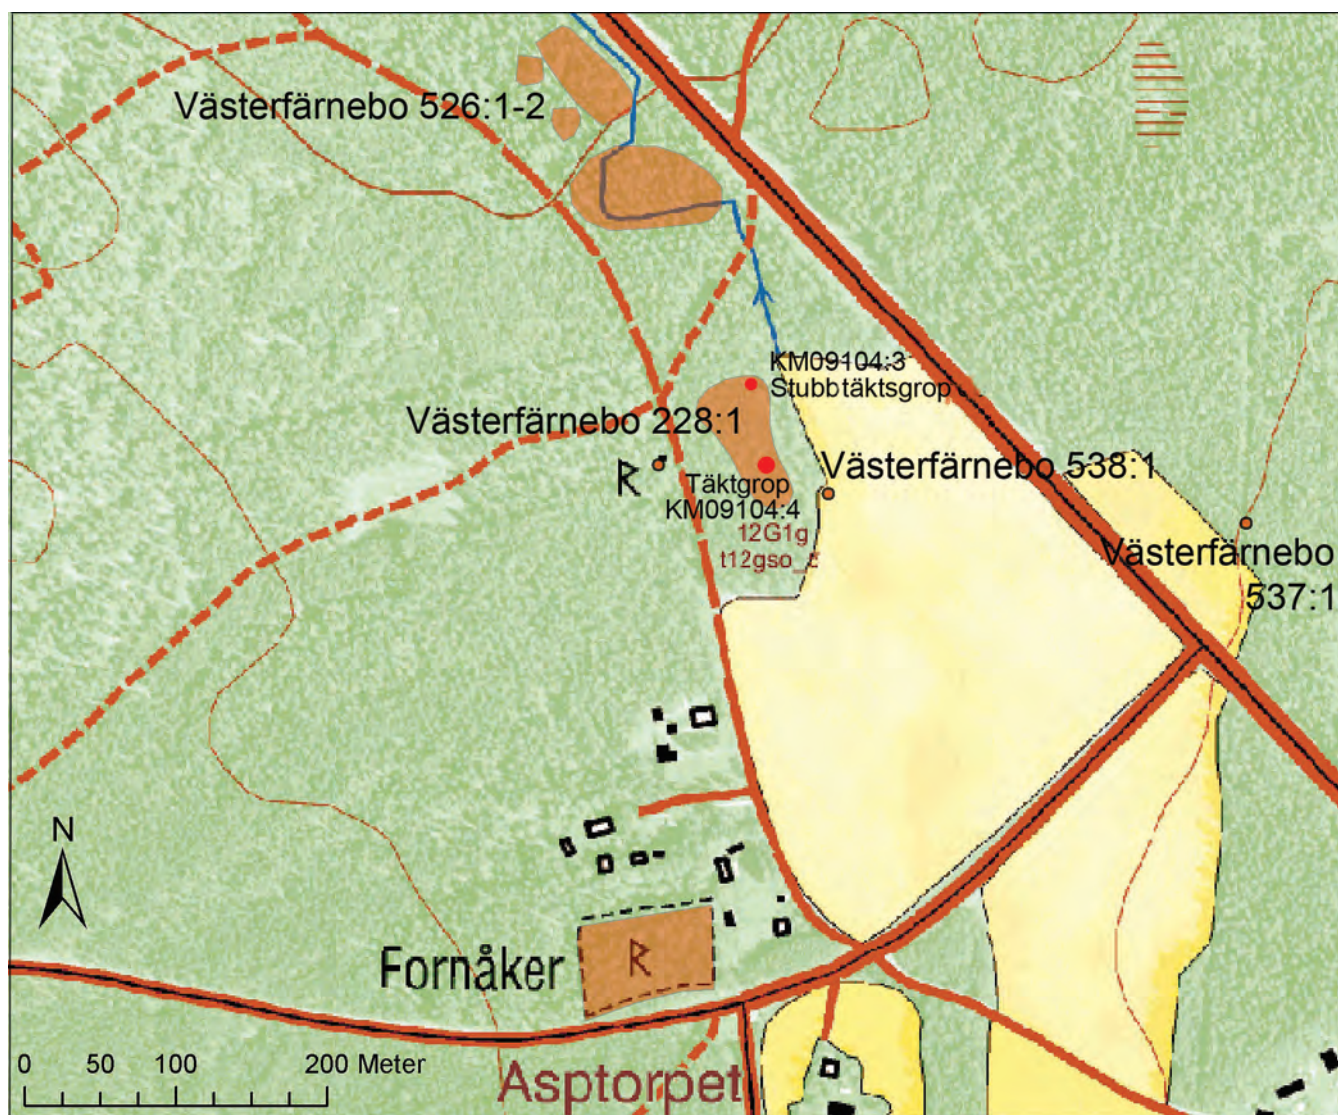 Västerfärnebo 526:1-2
KM09104:3
Stubbtäktsgrop
Västerfärnebo 228:1
Västerfärnebo 538:1
R
Täktgrop
KM09104:4
12G1g
Västerfärnebo
537:1
N
Fornåker
R
0 50 100 200 Meter
Asptorpet